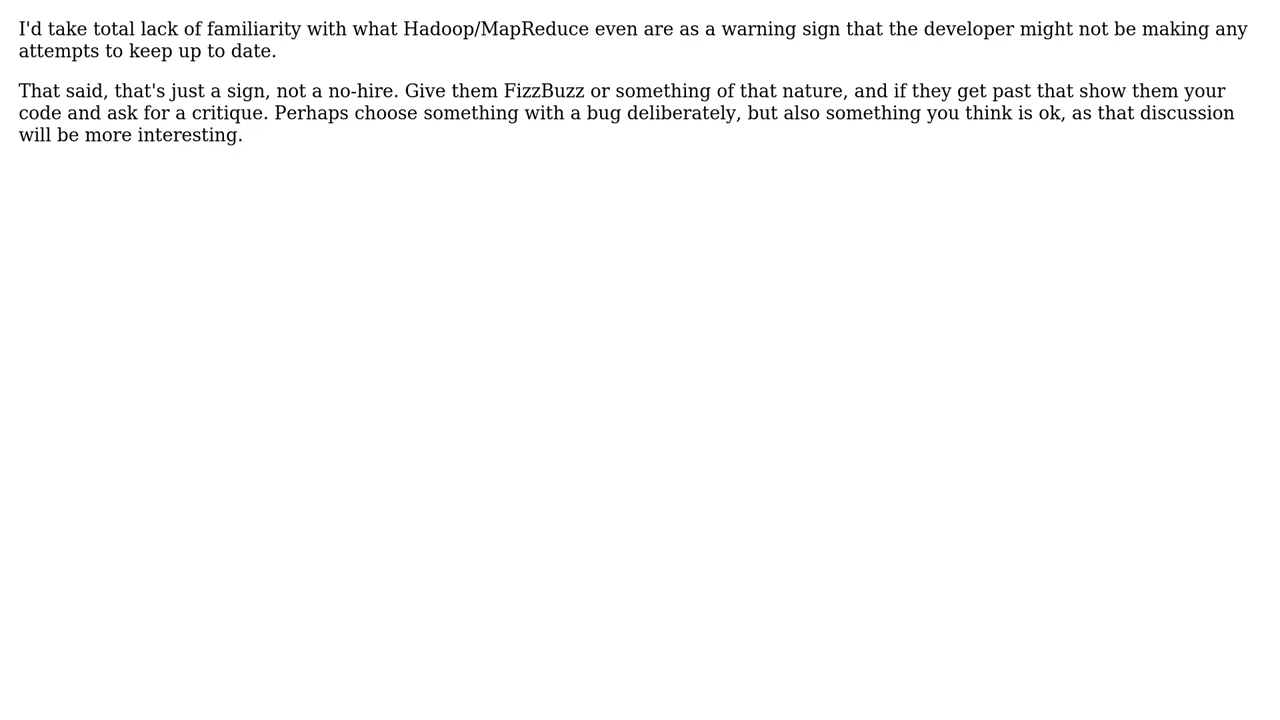 I'd take total lack of familiarity with what Hadoop/MapReduce even are as a warning sign that the developer might not be making any
attempts to keep up to date.
That said, that's just a sign, not a no-hire. Give them FizzBuzz or something of that nature, and if they get past that show them your
code and ask for a critique. Perhaps choose something with a bug deliberately, but also something you think is ok, as that discussion
will be more interesting.